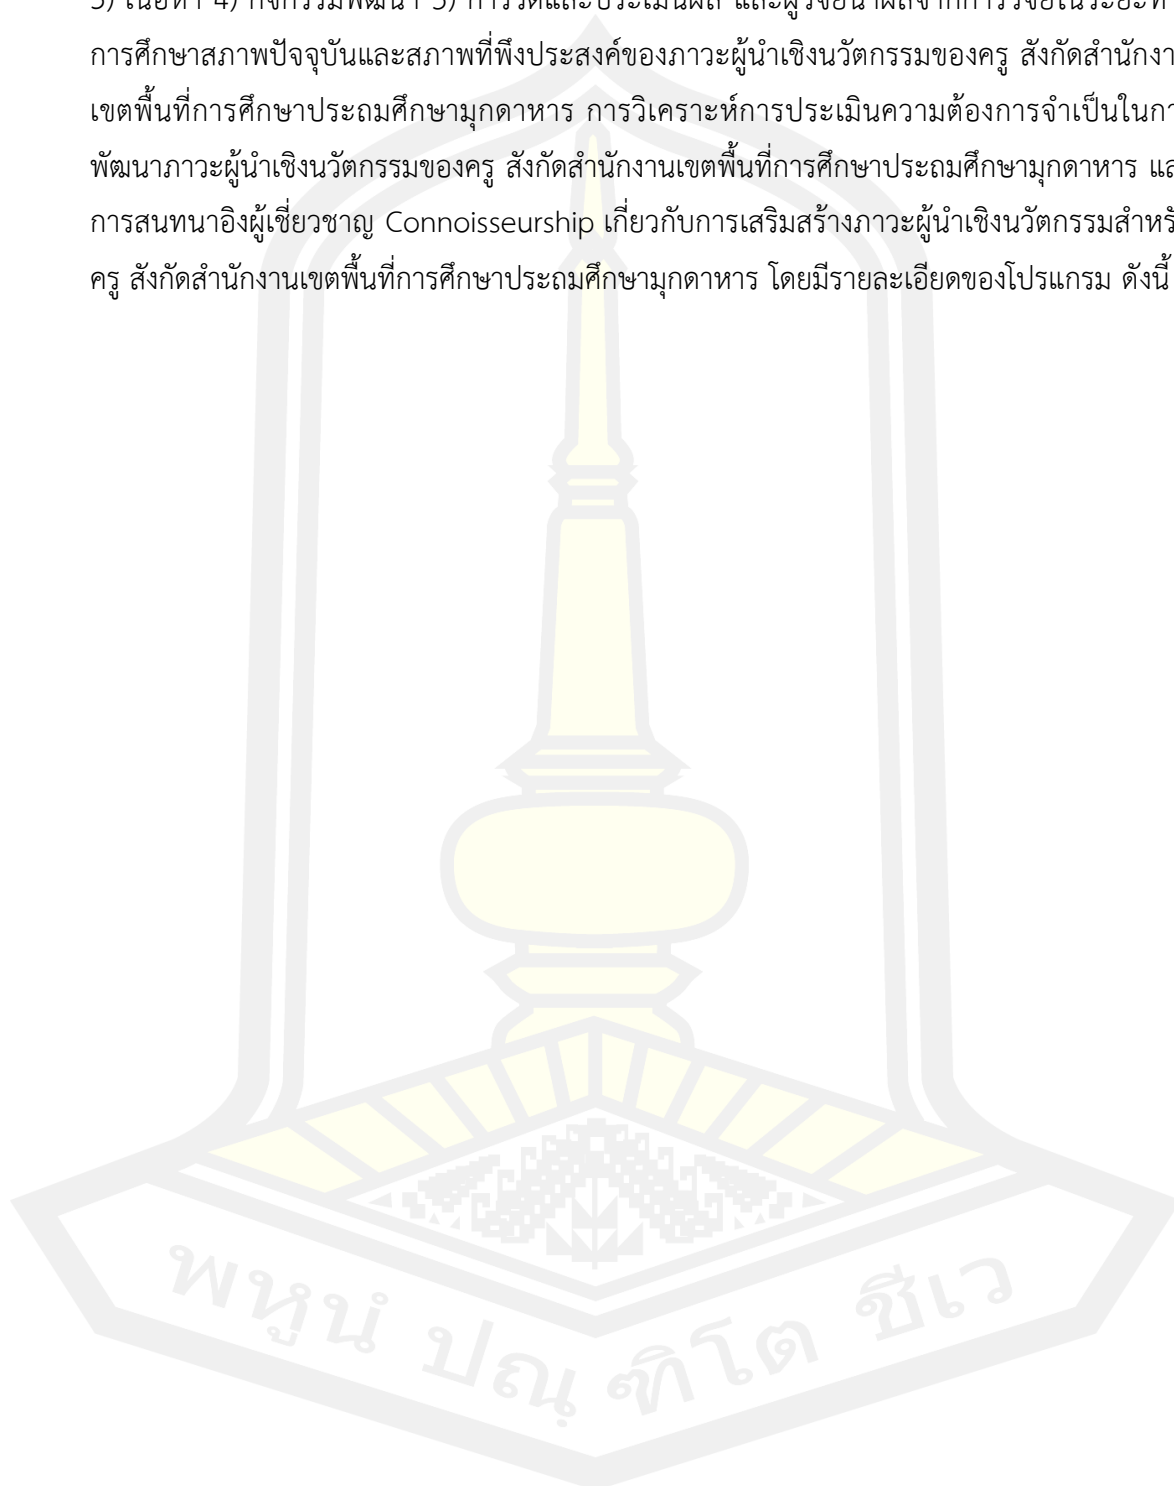 3) เนื้อหา 4) กิจกรรมพัฒนา 5) การวัดและประเมินผล และผู้วิจัยนำผลจากการวิจัยในระยะที่
การศึกษาสภาพปัจจุบันและสภาพที่พึงประสงค์ของภาวะผู้นำเชิงนวัตกรรมของครู สังกัดสำนักงาน
เขตพื้นที่การศึกษาประถมศึกษามุกดาหาร การวิเคราะห์การประเมินความต้องการจำเป็นใน
พัฒนาภาวะผู้นำเชิงนวัตกรรมของครู สังกัดสำนักงานเขตพื้นที่การศึกษาประถมศึกษามุกดาหาร
การสนทนาอิงผู้เชี่ยวชาญ Connoisseurship เกี่ยวกับการเสริมสร้างภาวะผู้นำเชิงนวัตกรรม
ครู สังกัดสำนักงานเขตพื้นที่การศึกษาประถมศึกษามุกดาหาร โดยมีรายละเอียดของโปรแกรม ดังนี้
พหูนํ ปณฺฑิโต ชีเว